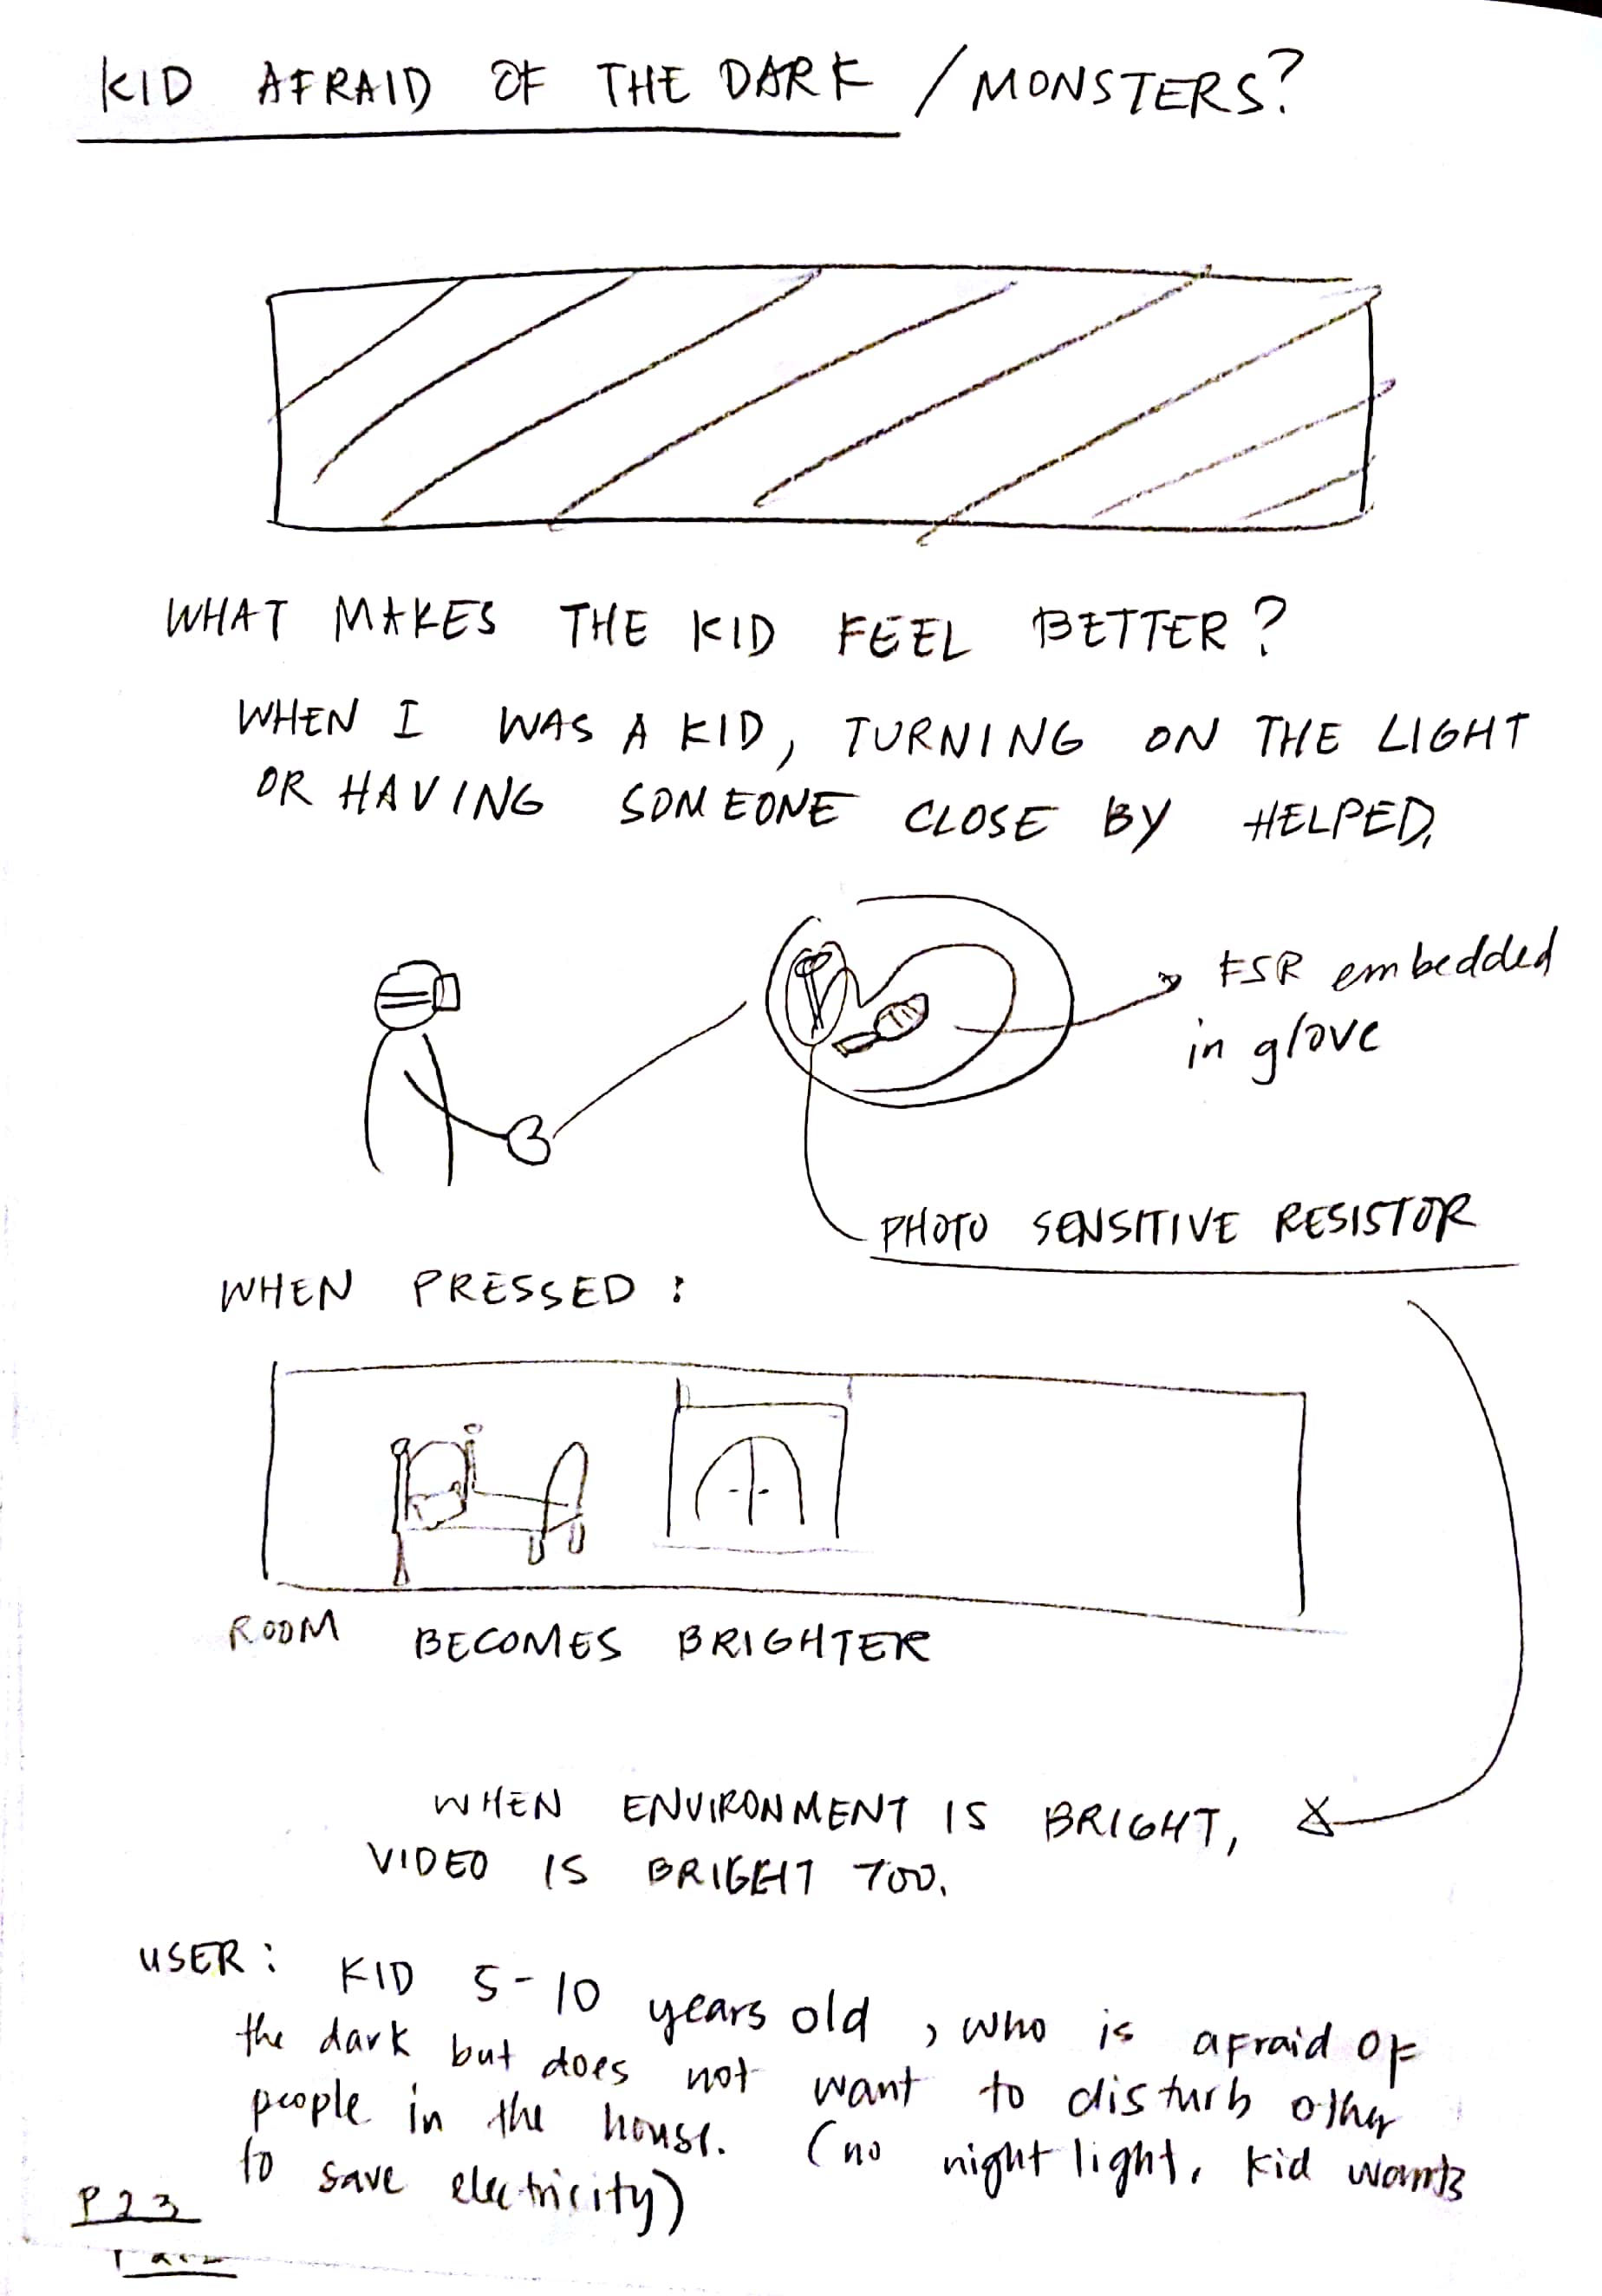 KID AFRAID OF THE DARK / MONSTERS?
WHAT MAKES THE KID FEEL BETTER?
WHEN I WAS A KID, TURNING ON THE LIGHT
OR HAVING SOMEONE CLOSE BY HELPED.
FSR embedded
in glove
PHOTO SENSITIVE RESISTOR
WHEN PRESSED:
ROOM BECOMES BRIGHTER
WHEN ENVIRONMENT IS BRIGHT,
VIDEO IS BRIGHT TOO.
USER: KID 5-10 years old, who is afraid of
the dark but does not want to disturb other
people in the house. (no night light, kid wants
to save electricity)
P23